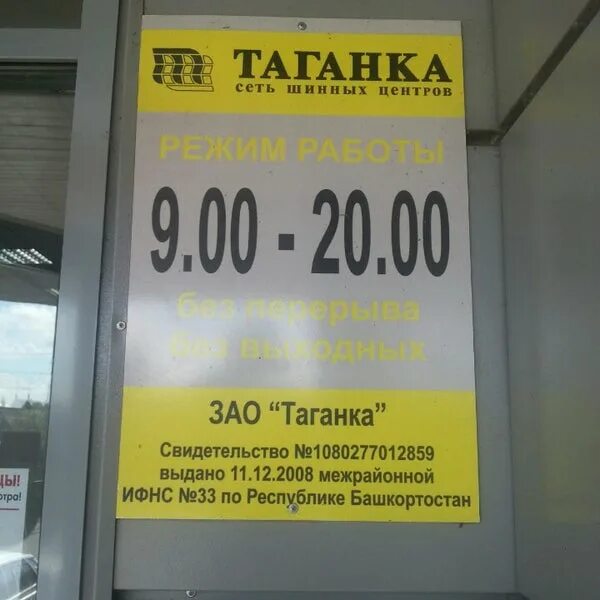 ТАГАНКА
сеть шинных центров
РЕЖИМ РАБОТЫ
9.00 - 20.00
без перерыва
без выходных
ЗАО "Таганка"
Свидетельство №1080277012859
выдано 11.12.2008 межрайонной
ИФНС №33 по Республике Башкортостан